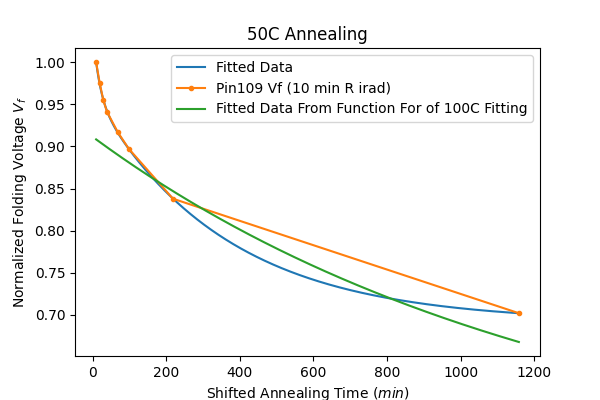 50C Annealing
Fitted Data
Pin109 Vf (10 min R irad)
Fitted Data From Function For of 100C Fitting
Normalized Folding Voltage V_f
1.00
0.95
0.90
0.85
0.80
0.75
0.70
0 200 400 600 800 1000 1200
Shifted Annealing Time (min)